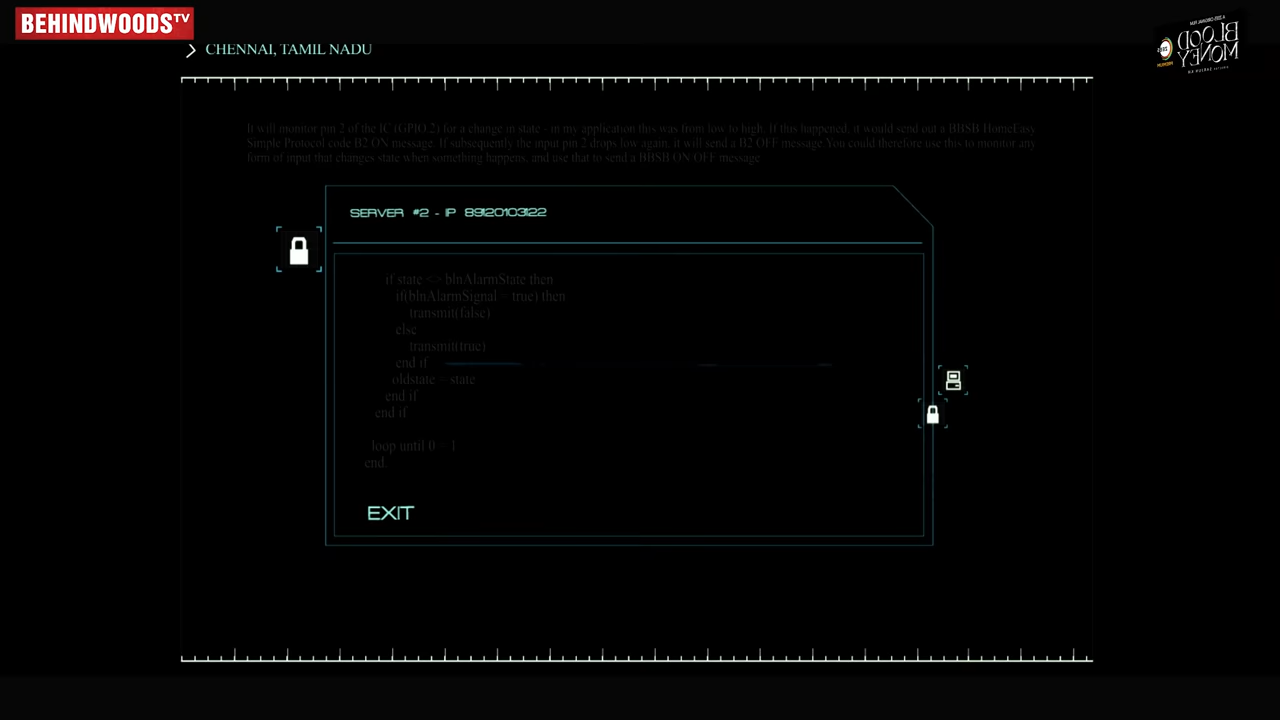 BEHINDWOODS TV
BLOOD
MONEY
CHENNAI, TAMIL NADU
It will monitor pin 2 of the IC (GPIO.2) for a change in state - in my application this was from low to high. If this happened, it would send out a BBSB HomeEasy
Simple Protocol code B2 ON message. If subsequently the input pin 2 drops low again, it will send a B2 OFF message You could therefore use this to monitor any
form of input that changes state when something happens, and use that to send a BBSB ON OFF message
SERVER #2 - IP 89120103122
if state <> blnAlarmState then
if(blnAlarmSignal = true) then
transmit(false)
else
transmit(true)
end if
oldstate = state
end if
end if
loop until 0 = 1
end.
EXIT